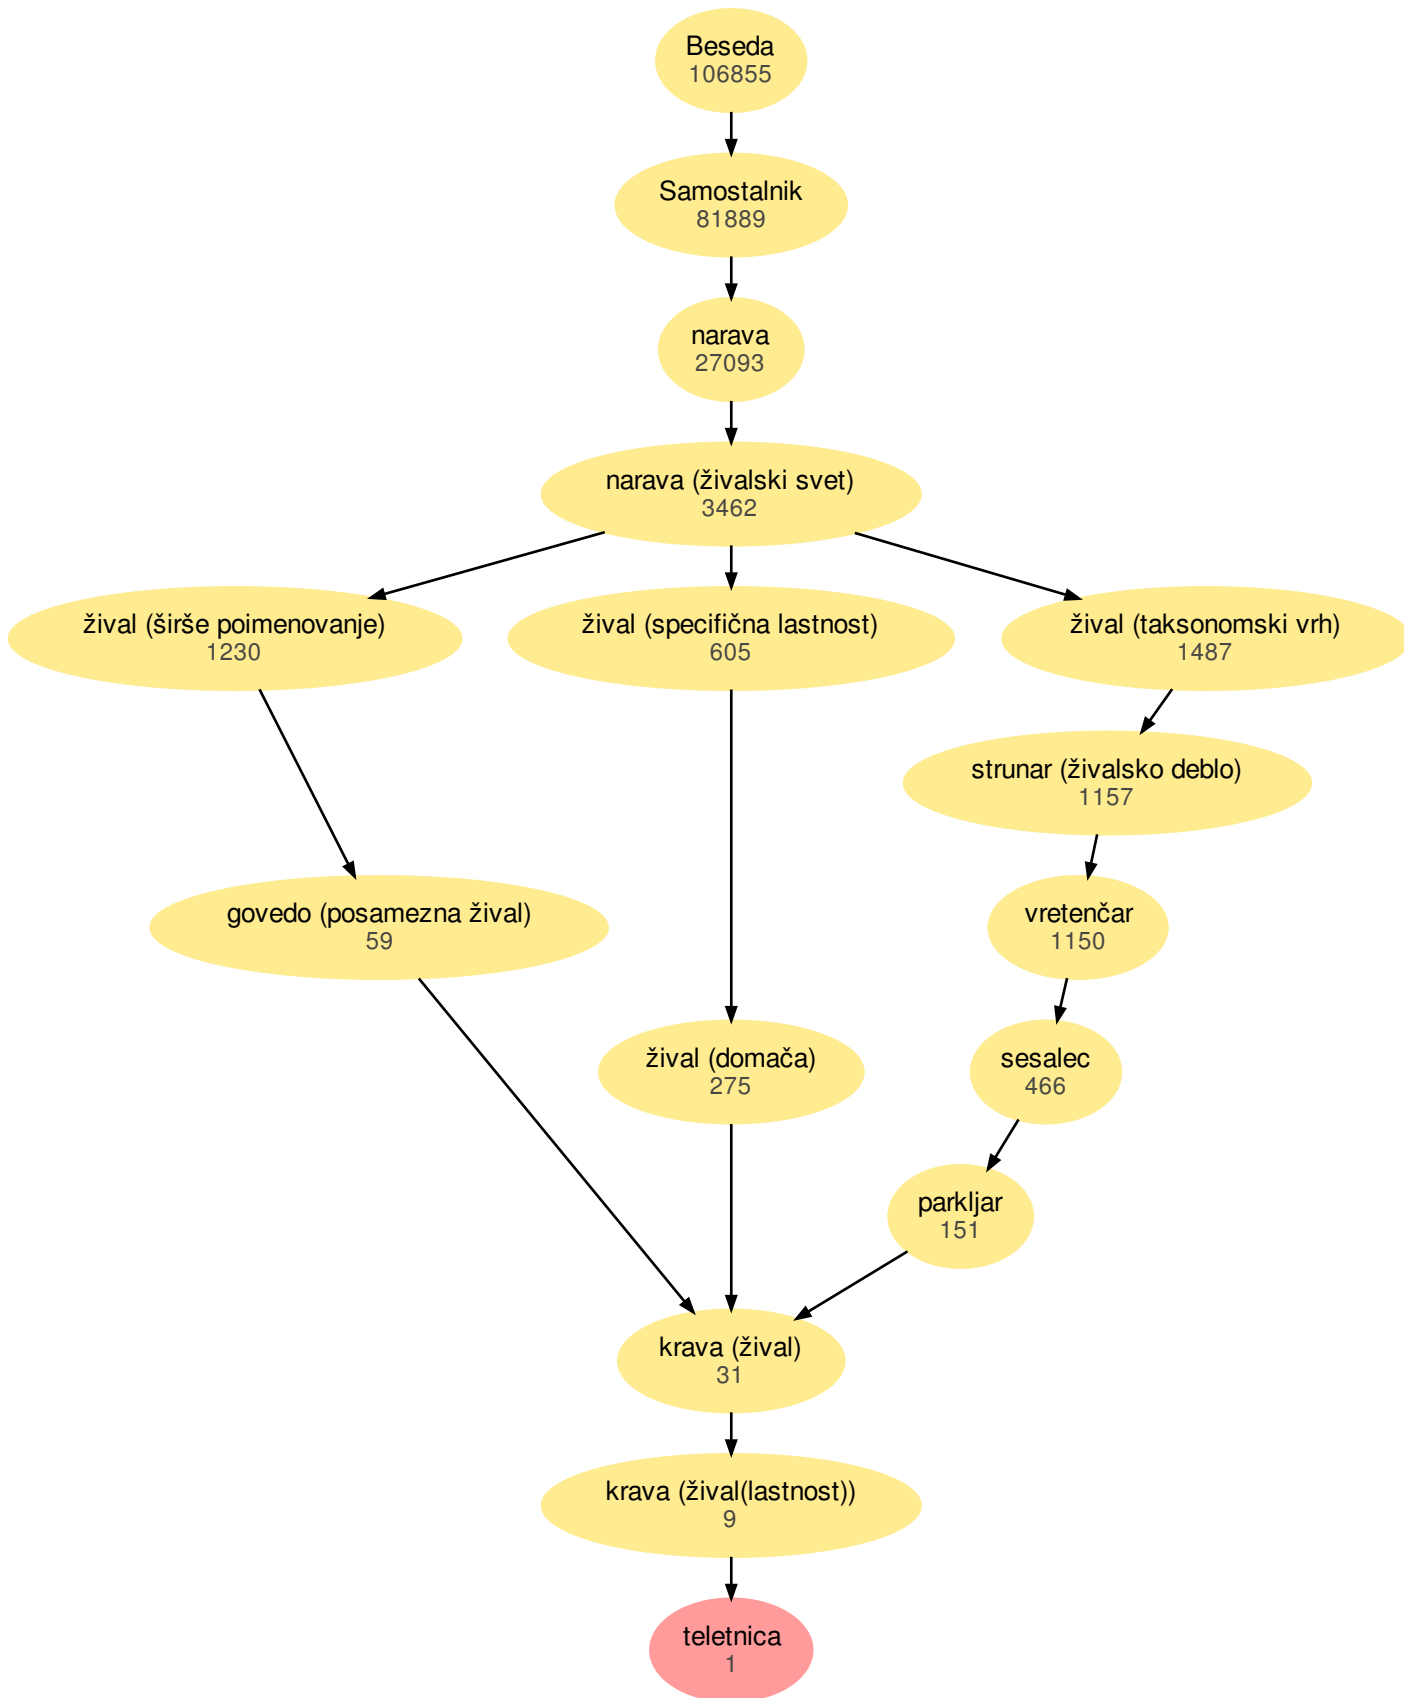 Beseda
106855
Samostalnik
81889
narava
27093
narava (živalski svet)
3462
žival (širše poimenovanje)
1230
žival (specifična lastnost)
605
žival (taksonomski vrh)
1487
strunar (živalsko deblo)
1157
govedo (posamezna žival)
59
vretenčar
1150
žival (domača)
275
sesalec
466
parkljar
151
krava (žival)
31
krava (žival(lastnost))
9
teletnica
1